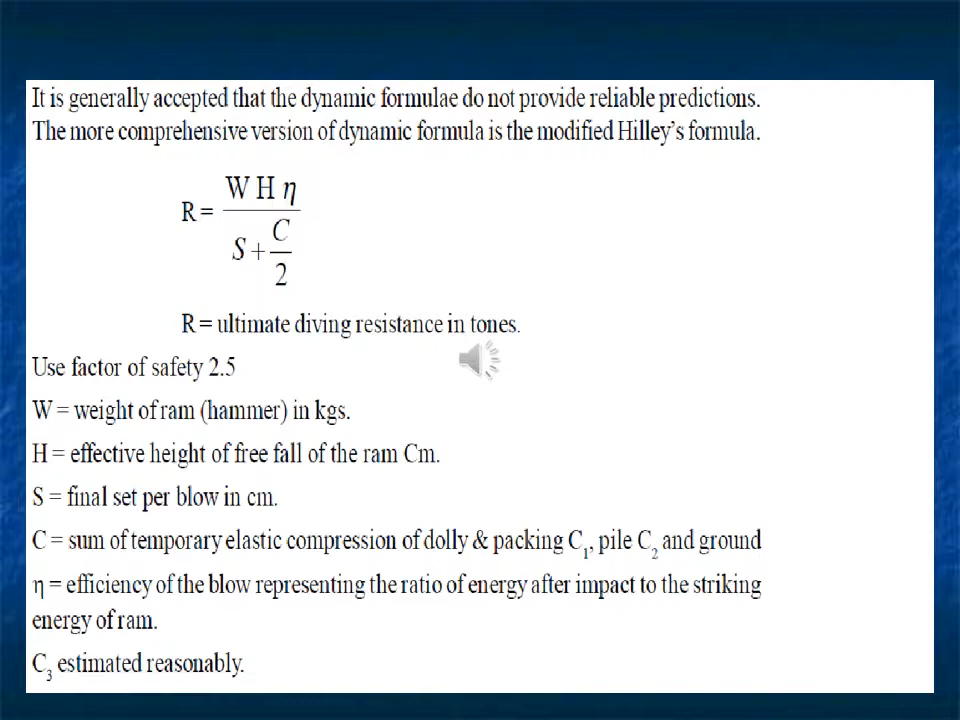 It is generally accepted that the dynamic formulae do not provide reliable predictions.
The more comprehensive version of dynamic formula is the modified Hilley's formula.
R = W H η / (S + C/2)
R = ultimate diving resistance in tones.
Use factor of safety 2.5
W = weight of ram (hammer) in kgs.
H = effective height of free fall of the ram Cm.
S = final set per blow in cm.
C = sum of temporary elastic compression of dolly & packing C₁, pile C₂ and ground
η = efficiency of the blow representing the ratio of energy after impact to the striking
energy of ram.
C₃ estimated reasonably.